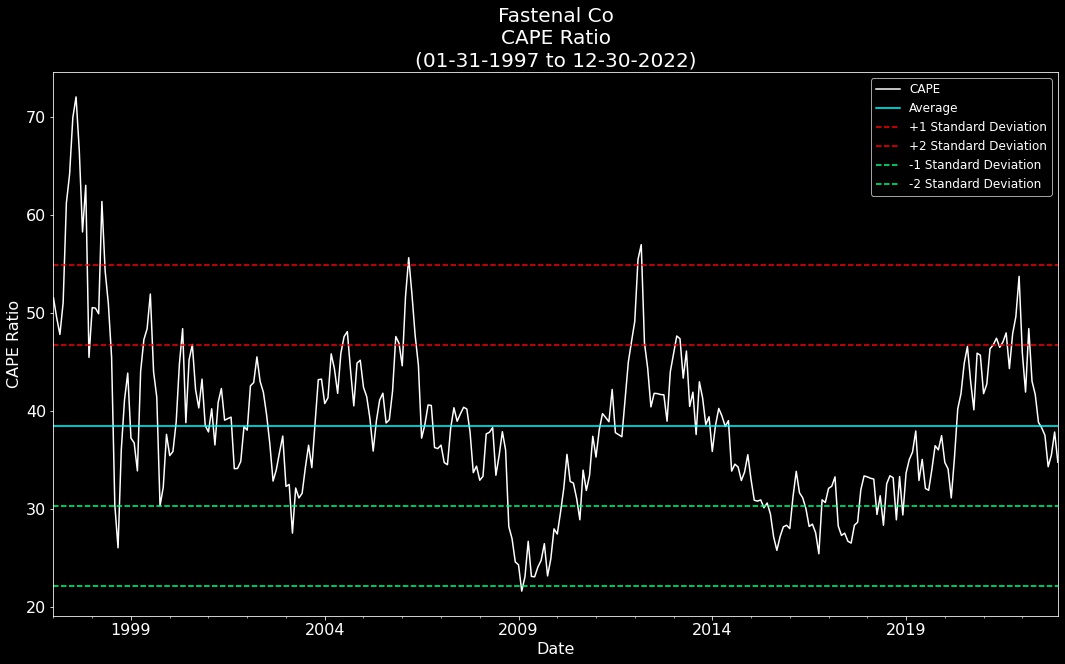 Fastenal Co
CAPE Ratio
(01-31-1997 to 12-30-2022)
CAPE
Average
+1 Standard Deviation
+2 Standard Deviation
-1 Standard Deviation
-2 Standard Deviation
CAPE Ratio
70
60
50
40
30
20
1999 2004 2009 2014 2019
Date